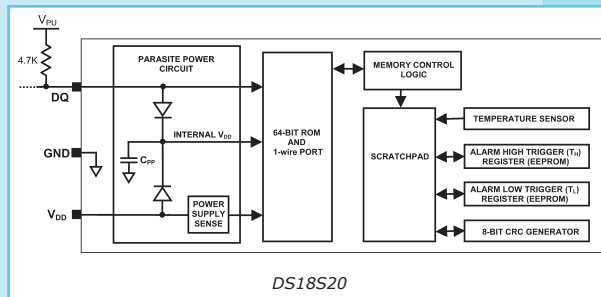 VPU
4.7K
DQ
GND
VDD
PARASITE POWER
CIRCUIT
INTERNAL VDD
CPP
POWER
SUPPLY
SENSE
64-BIT ROM
AND
1-wire PORT
MEMORY CONTROL
LOGIC
SCRATCHPAD
TEMPERATURE SENSOR
ALARM HIGH TRIGGER (TH)
REGISTER (EEPROM)
ALARM LOW TRIGGER (TL)
REGISTER (EEPROM)
8-BIT CRC GENERATOR
DS18S20